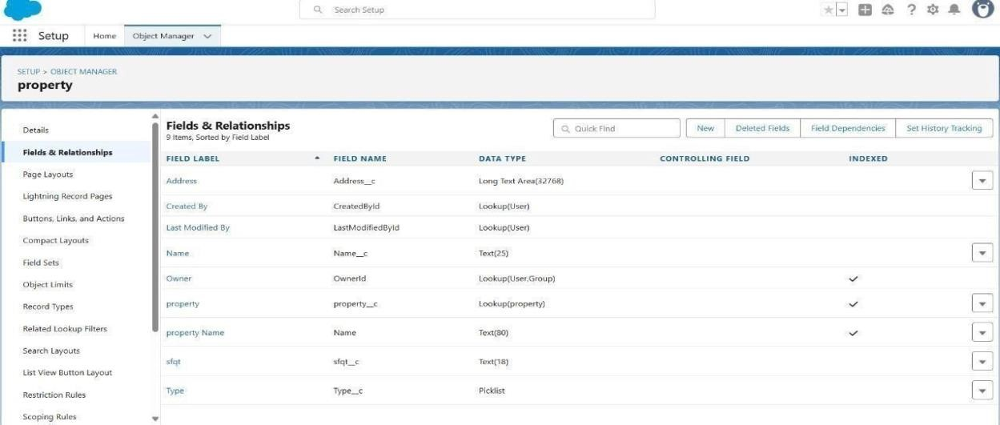 Search Setup
Setup Home Object Manager
SETUP > OBJECT MANAGER
property
Details
Fields & Relationships
Page Layouts
Lightning Record Pages
Buttons, Links, and Actions
Compact Layouts
Field Sets
Object Limits
Record Types
Related Lookup Filters
Search Layouts
List View Button Layout
Restriction Rules
Scoping Rules
Fields & Relationships
9 Items, Sorted by Field Label
Quick Find New Deleted Fields Field Dependencies Set History Tracking
FIELD LABEL FIELD NAME DATA TYPE CONTROLLING FIELD INDEXED
Address Address__c Long Text Area(32768)
Created By CreatedById Lookup(User)
Last Modified By LastModifiedById Lookup(User)
Name Name__c Text(25)
Owner OwnerId Lookup(User,Group)
property property__c Lookup(property)
property Name Name Text(80)
sfqt sfqt__c Text(18)
Type Type__c Picklist